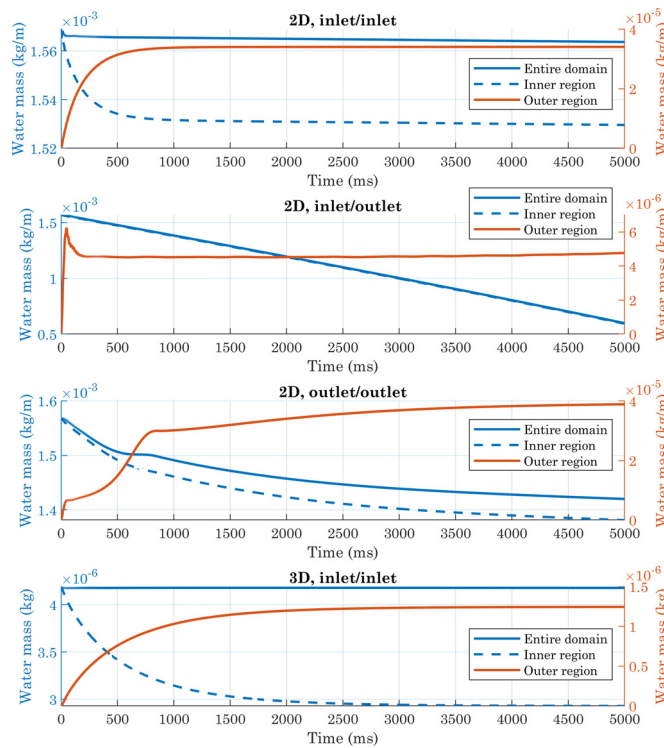 2D, inlet/inlet
×10⁻³
×10⁻⁵
Water mass (kg/m)
1.56
1.54
1.53
1.52
4
2
0
Water mass (kg/m)
Entire domain
Inner region
Outer region
0 500 1000 1500 2000 2500 3000 3500 4000 4500 5000
Time (ms)
2D, inlet/outlet
×10⁻³
×10⁻⁶
Water mass (kg/m)
1.5
1
0.5
6
4
2
0
Water mass (kg/m)
Entire domain
Inner region
Outer region
0 500 1000 1500 2000 2500 3000 3500 4000 4500 5000
Time (ms)
2D, outlet/outlet
×10⁻³
×10⁻⁵
Water mass (kg/m)
1.6
1.5
1.4
4
2
0
Water mass (kg/m)
Entire domain
Inner region
Outer region
0 500 1000 1500 2000 2500 3000 3500 4000 4500 5000
Time (ms)
3D, inlet/inlet
×10⁻⁶
×10⁻⁶
Water mass (kg)
4
3.5
3
1.5
1
0.5
0
Water mass (kg)
Entire domain
Inner region
Outer region
0 500 1000 1500 2000 2500 3000 3500 4000 4500 5000
Time (ms)